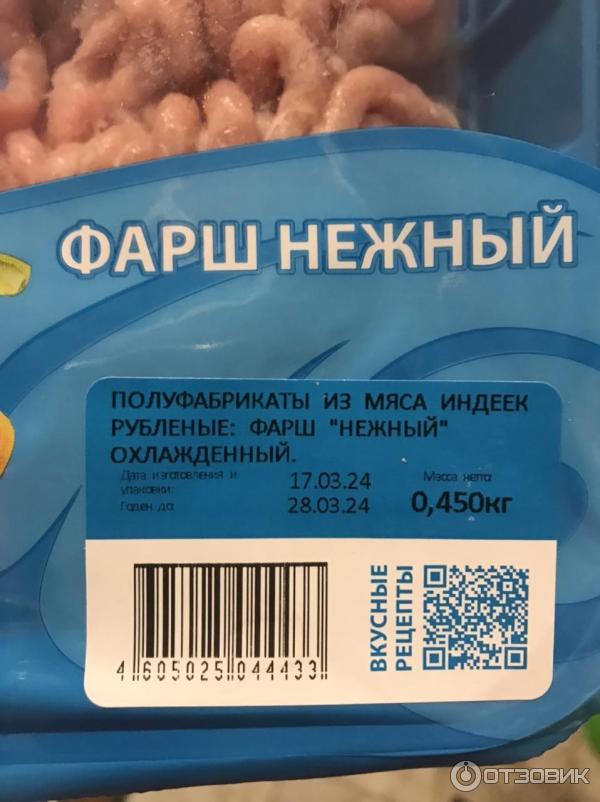 ФАРШ НЕЖНЫЙ
ПОЛУФАБРИКАТЫ ИЗ МЯСА ИНДЕЕК
РУБЛЕНЫЕ: ФАРШ "НЕЖНЫЙ"
ОХЛАЖДЕННЫЙ.
Дата изготовления и
упаковки:
17.03.24
Годен до:
28.03.24
Масса нетто:
0,450кг
4 605025 044433
ВКУСНЫЕ
РЕЦЕПТЫ
ОТЗОВИК